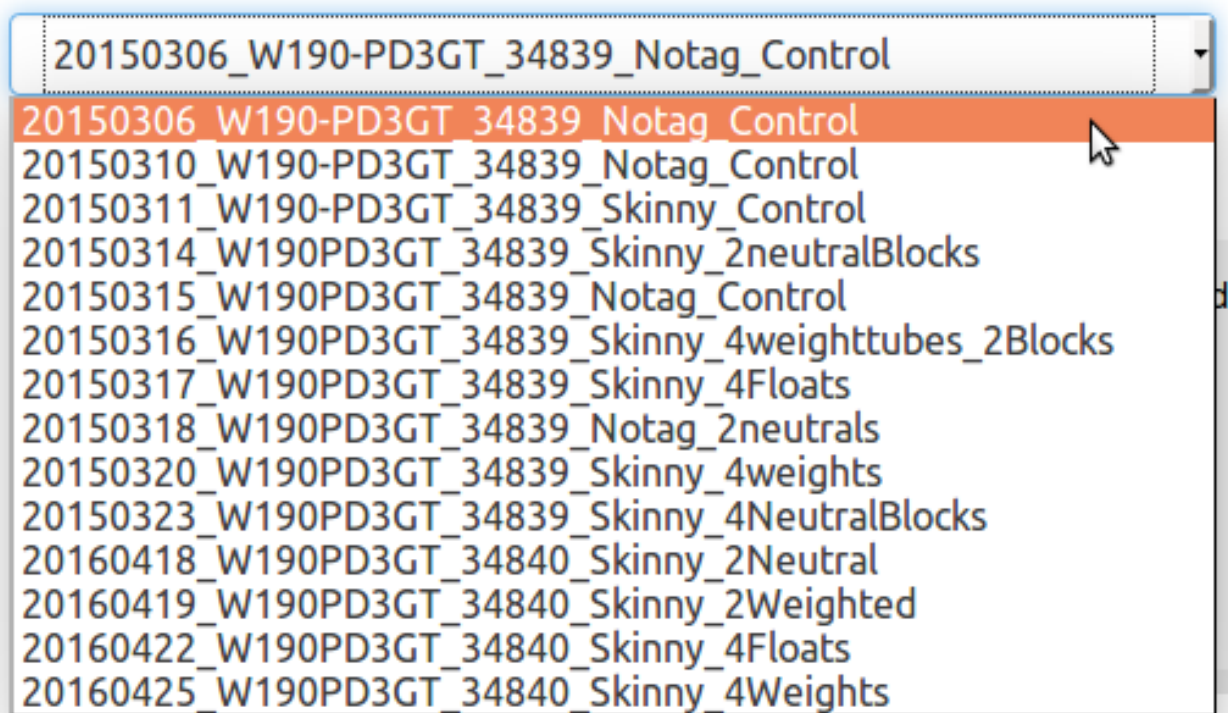 20150306_W190-PD3GT_34839_Notag_Control
20150306_W190-PD3GT_34839_Notag_Control
20150310_W190-PD3GT_34839_Notag_Control
20150311_W190-PD3GT_34839_Skinny_Control
20150314_W190PD3GT_34839_Skinny_2neutralBlocks
20150315_W190PD3GT_34839_Notag_Control
20150316_W190PD3GT_34839_Skinny_4weighttubes_2Blocks
20150317_W190PD3GT_34839_Skinny_4Floats
20150318_W190PD3GT_34839_Notag_2neutrals
20150320_W190PD3GT_34839_Skinny_4weights
20150323_W190PD3GT_34839_Skinny_4NeutralBlocks
20160418_W190PD3GT_34840_Skinny_2Neutral
20160419_W190PD3GT_34840_Skinny_2Weighted
20160422_W190PD3GT_34840_Skinny_4Floats
20160425_W190PD3GT_34840_Skinny_4Weights